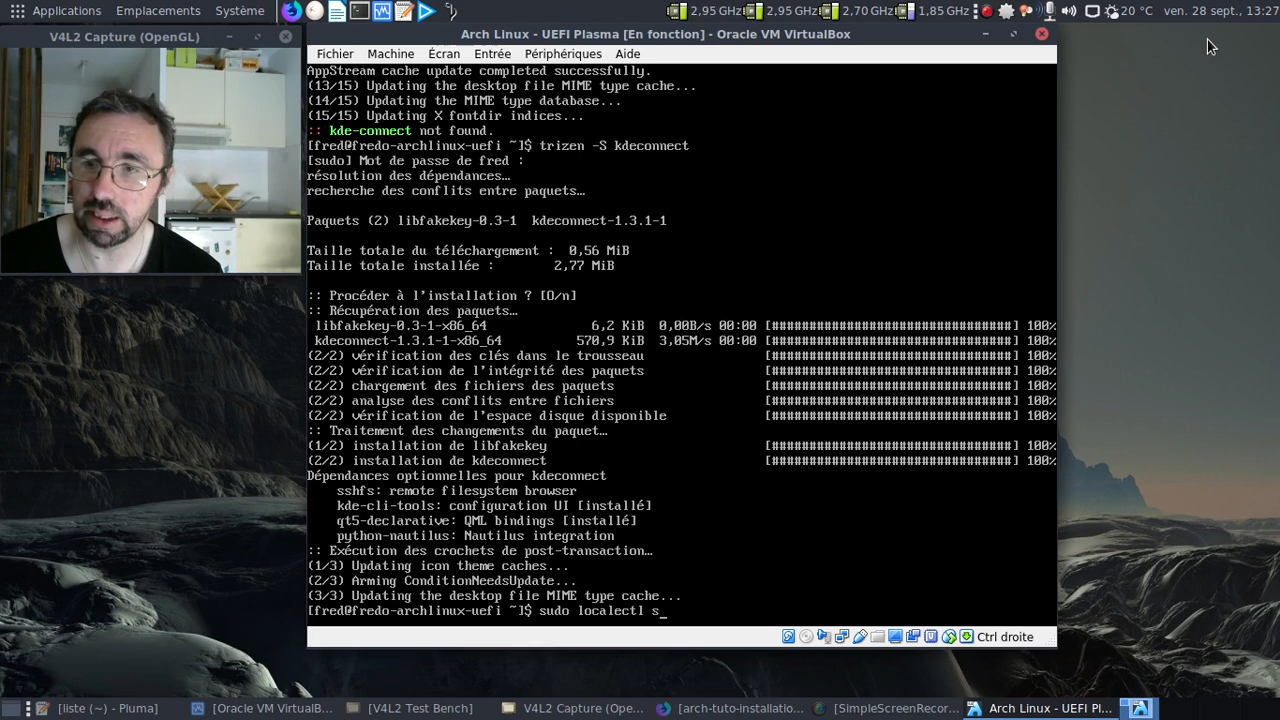 Applications Emplacements Système 2,95 GHz 2,95 GHz 2,70 GHz 1,85 GHz 20 °C ven. 28 sept., 13:27
V4L2 Capture (OpenGL)
Arch Linux - UEFI Plasma [En fonction] - Oracle VM VirtualBox
Fichier Machine Écran Entrée Périphériques Aide
AppStream cache update completed successfully.
(13/15) Updating the desktop file MIME type cache...
(14/15) Updating the MIME type database...
(15/15) Updating X fontdir indices...
:: kde-connect not found.
[fred@fredo-archlinux-uefi ~]$ trizen -S kdeconnect
[sudo] Mot de passe de fred :
résolution des dépendances…
recherche des conflits entre paquets…
Paquets (2) libfakekey-0.3-1 kdeconnect-1.3.1-1
Taille totale du téléchargement : 0,56 MiB
Taille totale installée : 2,77 MiB
:: Procéder à l’installation ? [O/n]
:: Récupération des paquets…
libfakekey-0.3-1-x86_64 6,2 KiB 0,00B/s 00:00 [################################] 100%
kdeconnect-1.3.1-1-x86_64 570,9 KiB 3,05M/s 00:00 [################################] 100%
(2/2) vérification des clés dans le trousseau [################################] 100%
(2/2) vérification de l’intégrité des paquets [################################] 100%
(2/2) chargement des fichiers des paquets [################################] 100%
(2/2) analyse des conflits entre fichiers [################################] 100%
(2/2) vérification de l’espace disque disponible [################################] 100%
:: Traitement des changements du paquet…
(1/2) installation de libfakekey [################################] 100%
(2/2) installation de kdeconnect [################################] 100%
Dépendances optionnelles pour kdeconnect
sshfs: remote filesystem browser
kde-cli-tools: configuration UI [installé]
qt5-declarative: QML bindings [installé]
python-nautilus: Nautilus integration
:: Exécution des crochets de post-transaction…
(1/3) Updating icon theme caches...
(2/3) Arming ConditionNeedsUpdate...
(3/3) Updating the desktop file MIME type cache...
[fred@fredo-archlinux-uefi ~]$ sudo localectl s_
Ctrl droite
[liste (~) - Pluma] [Oracle VM VirtualB... [V4L2 Test Bench] V4L2 Capture (Ope... [arch-tuto-installatio... [SimpleScreenRecor... Arch Linux - UEFI Pl...